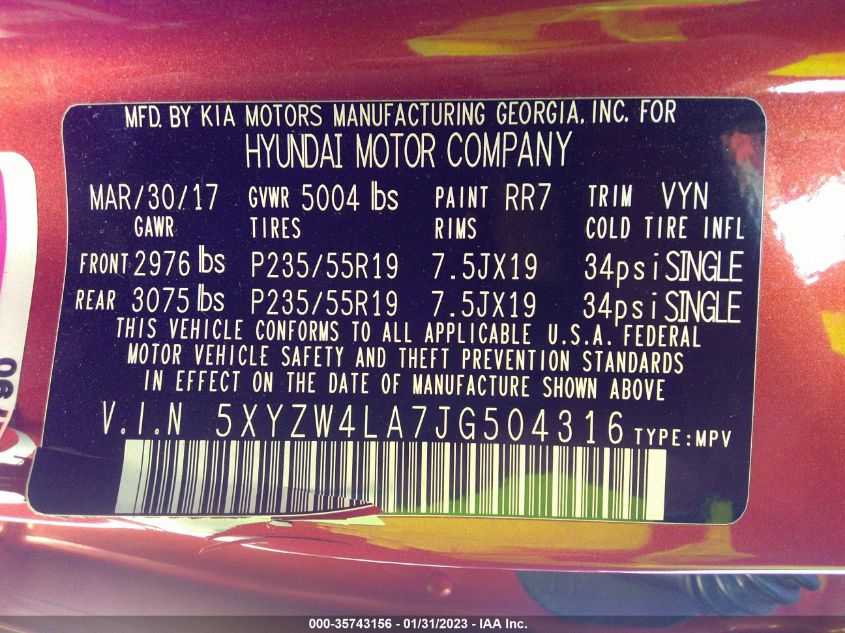 MFD. BY KIA MOTORS MANUFACTURING GEORGIA, INC. FOR
HYUNDAI MOTOR COMPANY
MAR/30/17 GVWR 5004 lbs PAINT RR7 TRIM VYN
GAWR TIRES RIMS COLD TIRE INFL
FRONT 2976 lbs P235/55R19 7.5JX19 34psi SINGLE
REAR 3075 lbs P235/55R19 7.5JX19 34psi SINGLE
THIS VEHICLE CONFORMS TO ALL APPLICABLE U.S.A. FEDERAL
MOTOR VEHICLE SAFETY AND THEFT PREVENTION STANDARDS
IN EFFECT ON THE DATE OF MANUFACTURE SHOWN ABOVE
V.I.N 5XYZW4LA7JG504316 TYPE:MPV
000-35743156 - 01/31/2023 - IAA Inc.